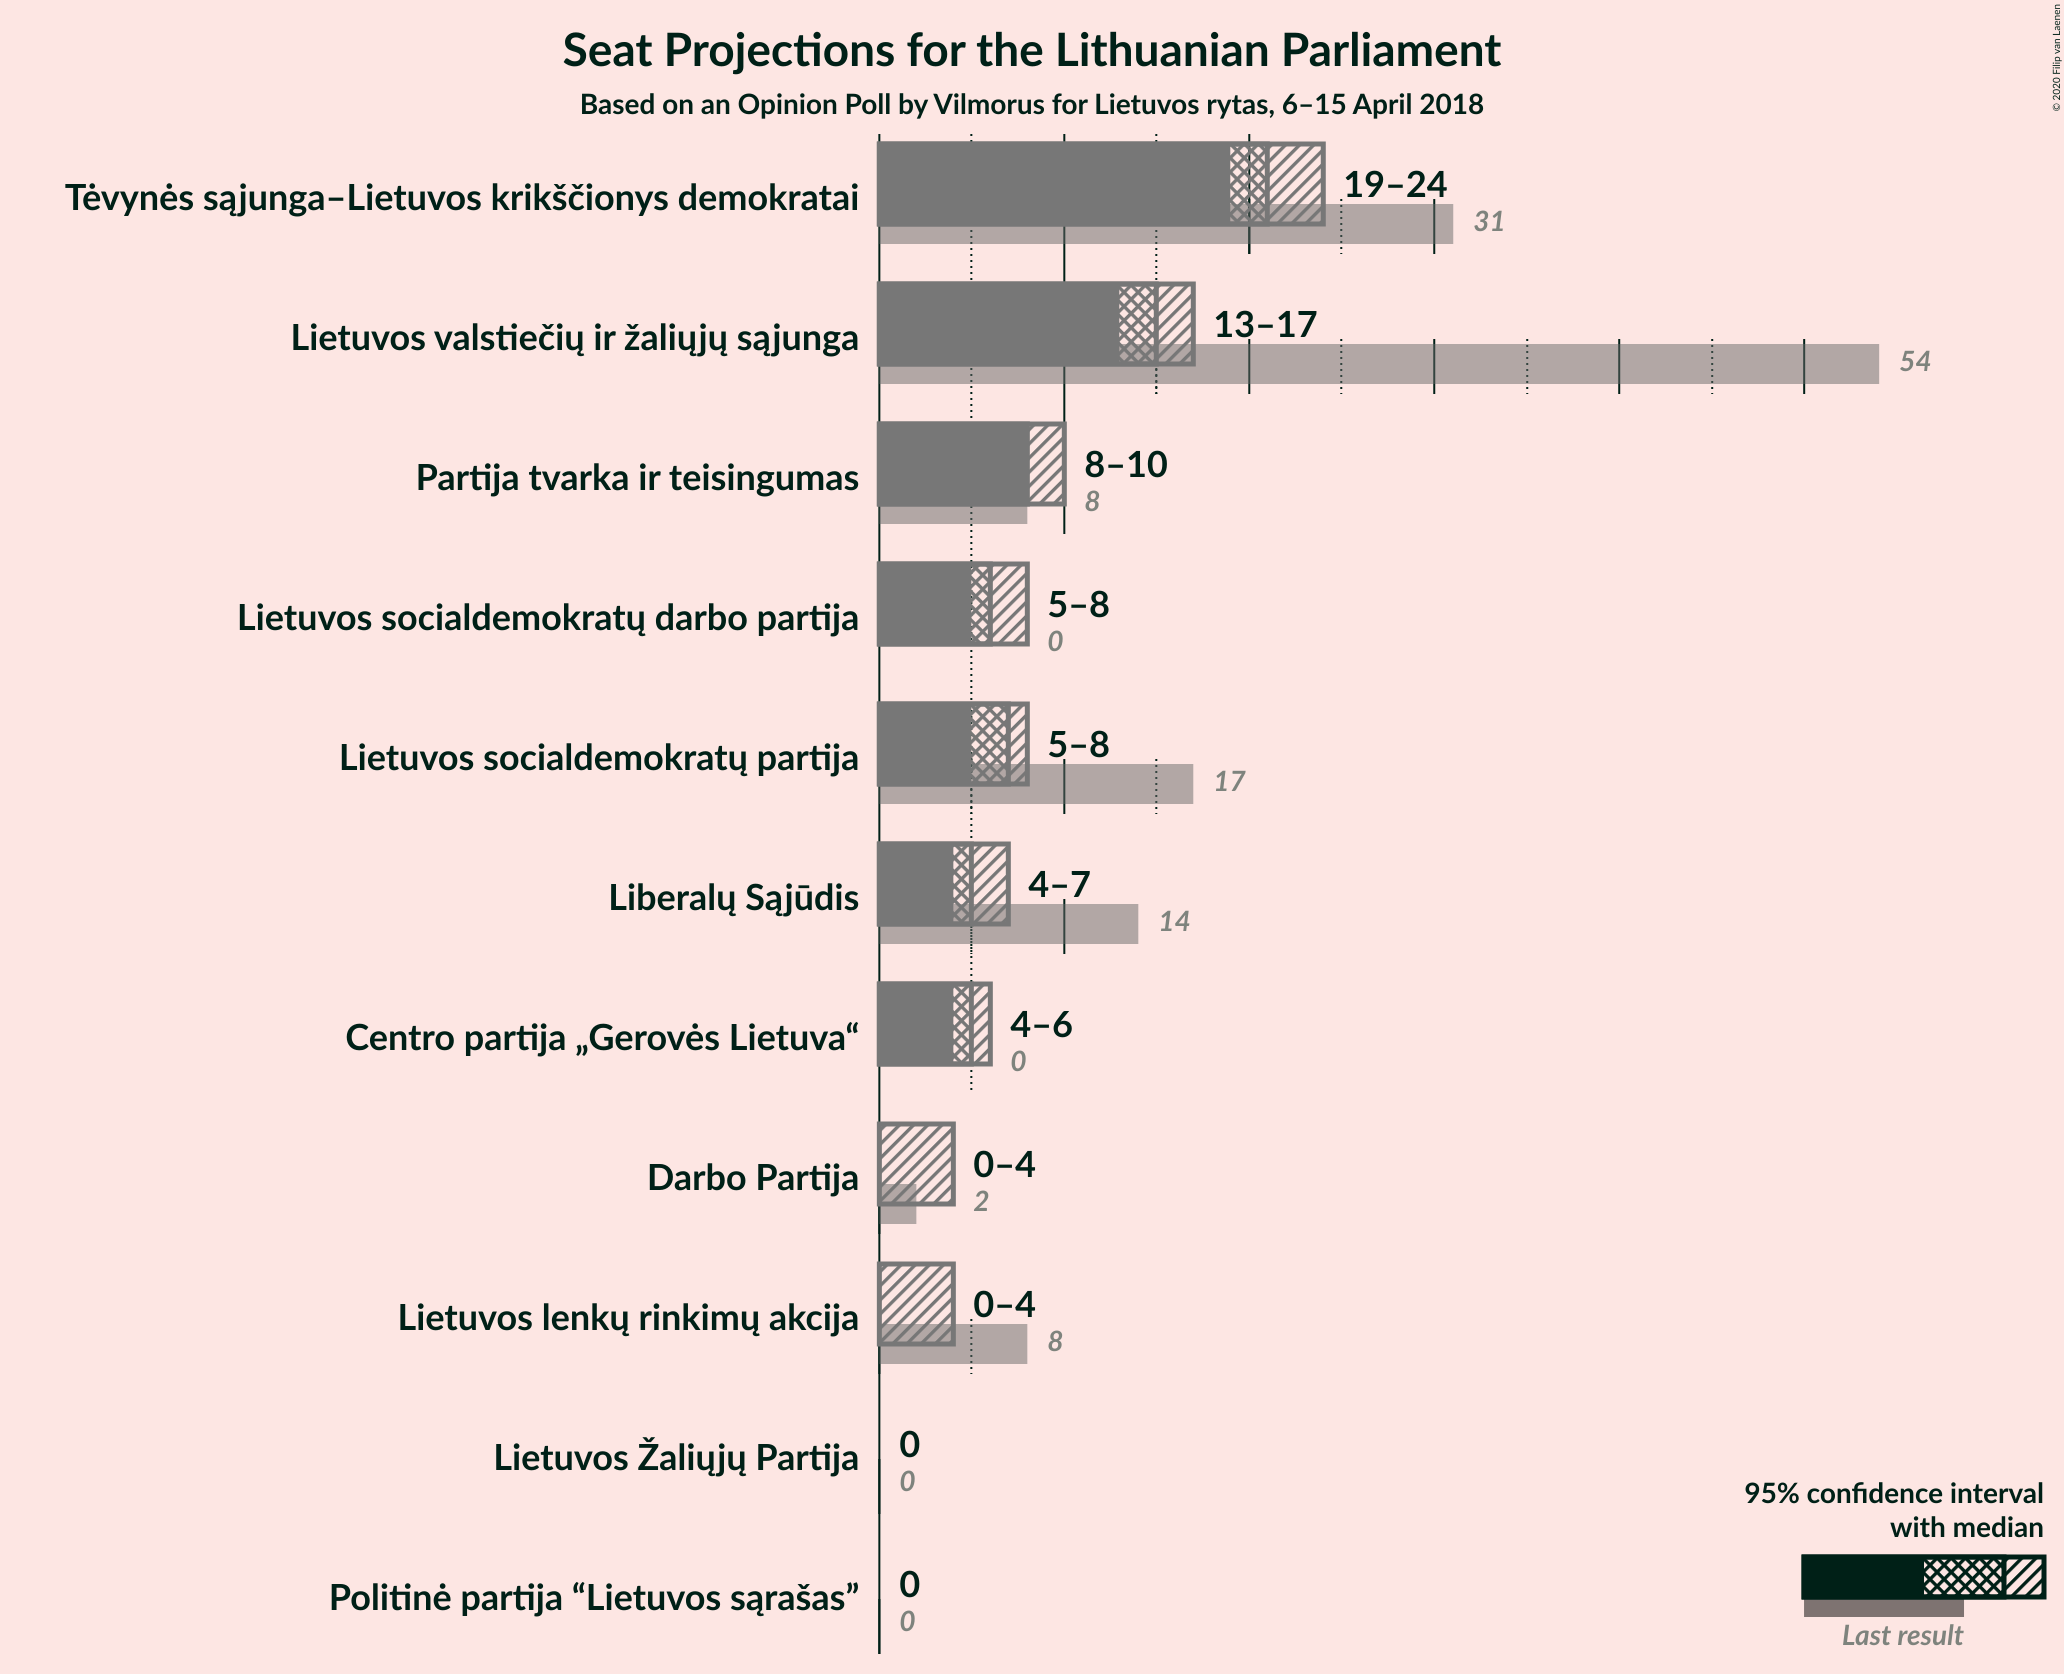 Seat Projections for the Lithuanian Parliament
Based on an Opinion Poll by Vilmorus for Lietuvos rytas, 6–15 April 2018
© 2020 Filip van Laenen
Tėvynės sąjunga–Lietuvos krikščionys demokratai
19–24
31
Lietuvos valstiečių ir žaliųjų sąjunga
13–17
54
Partija tvarka ir teisingumas
8–10
8
Lietuvos socialdemokratų darbo partija
5–8
0
Lietuvos socialdemokratų partija
5–8
17
Liberalų Sąjūdis
4–7
14
Centro partija „Gerovės Lietuva“
4–6
0
Darbo Partija
0–4
2
Lietuvos lenkų rinkimų akcija
0–4
8
Lietuvos Žaliųjų Partija
0
0
Politinė partija “Lietuvos sąrašas”
0
0
95% confidence interval
with median
Last result